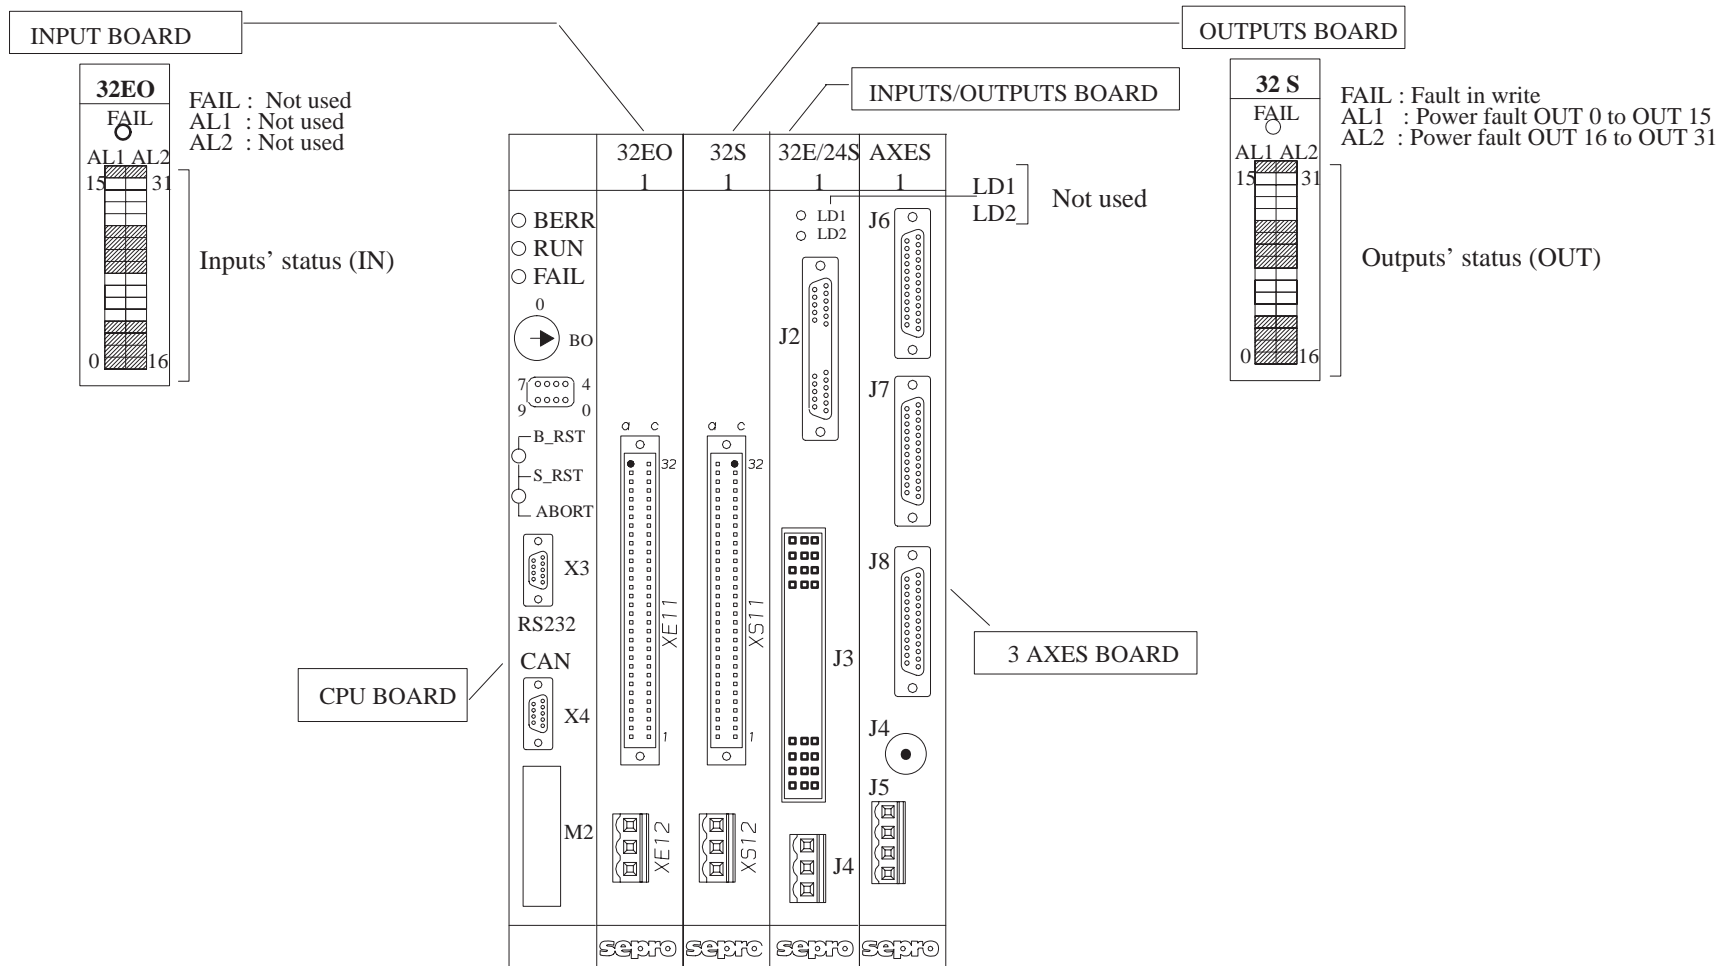 INPUT BOARD
OUTPUTS BOARD
INPUTS/OUTPUTS BOARD
32EO
FAIL
AL1 AL2
15 31
0 16
FAIL : Not used
AL1 : Not used
AL2 : Not used
Inputs’ status (IN)
32 S
FAIL
AL1 AL2
15 31
0 16
FAIL : Fault in write
AL1 : Power fault OUT 0 to OUT 15
AL2 : Power fault OUT 16 to OUT 31
Outputs’ status (OUT)
32EO
1
32S
1
32E/24S
1
AXES
1
LD1
LD2
Not used
BERR
RUN
FAIL
0
BO
7 4
9 0
B_RST
S_RST
ABORT
X3
RS232
CAN
X4
M2
a c
32
XE11
1
XE12
a c
32
XS11
1
XS12
LD1
LD2
J2
J3
J4
J6
J7
J8
J4
J5
CPU BOARD
3 AXES BOARD
sepro
sepro
sepro
sepro